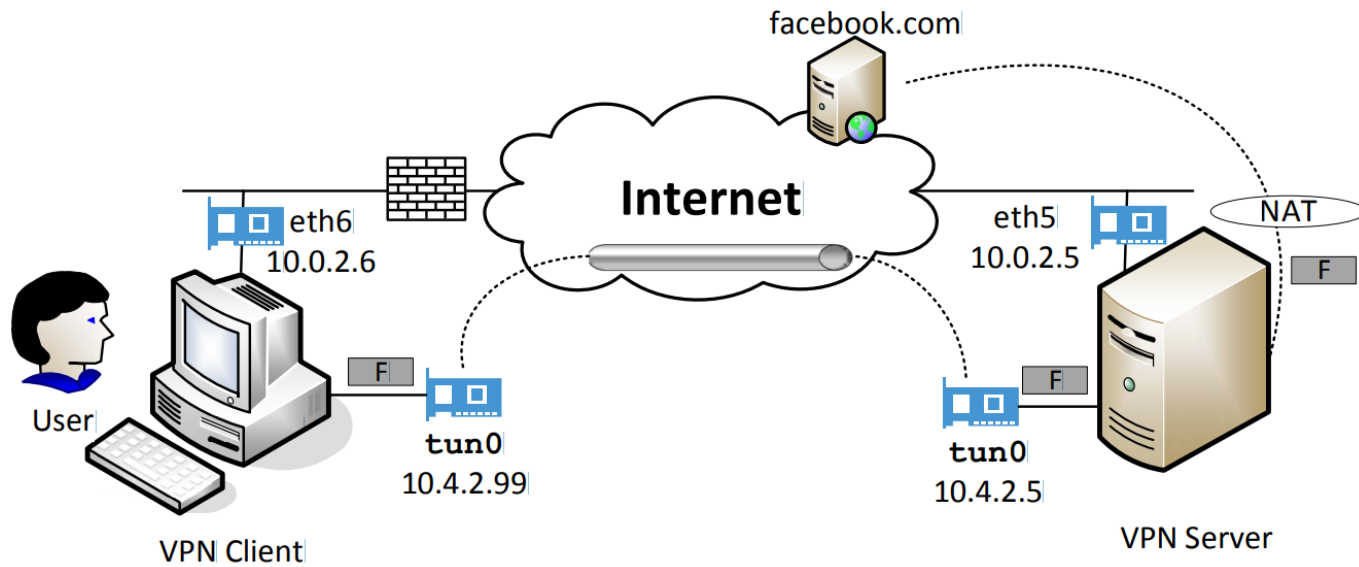 facebook.com
Internet
eth6
10.0.2.6
eth5
10.0.2.5
NAT
F
User
F
tun0
10.4.2.99
F
tun0
10.4.2.5
VPN Client
VPN Server